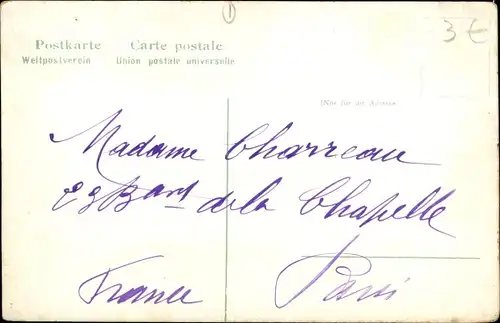 3€
Postkarte Carte postale
Weltpostverein Union postale universelle
(Nur für die Adresse
Madame Charreau
Bard de la Chapelle
France Paris